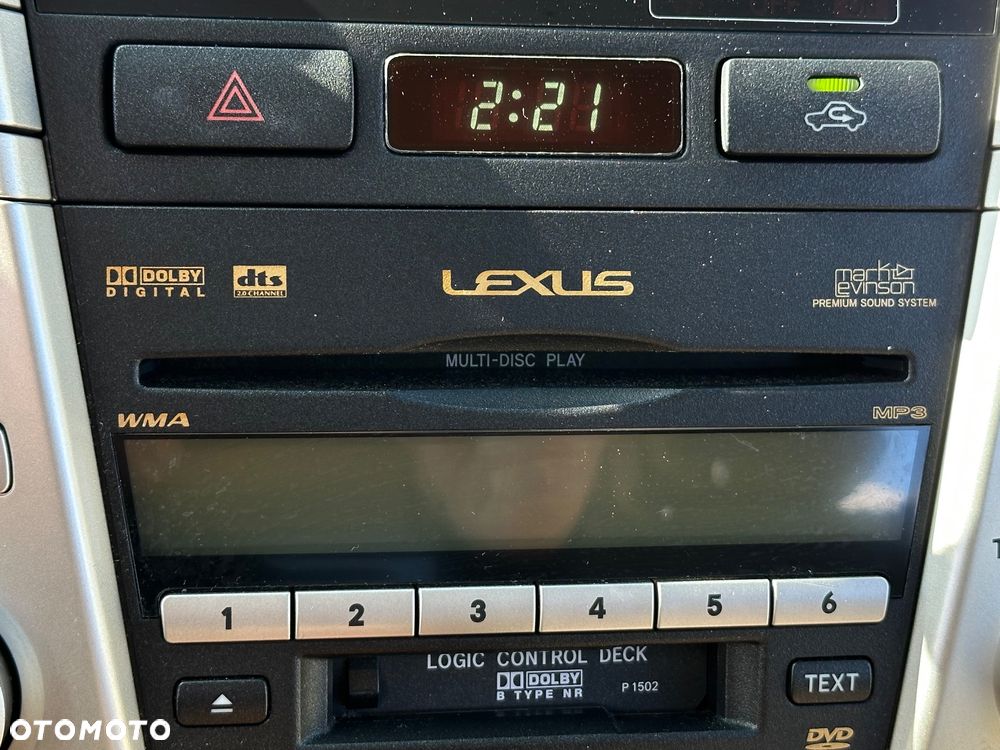 2:21
DOLBY
DIGITAL
dts
2.0 CHANNEL
LEXUS
mark
levinson
PREMIUM SOUND SYSTEM
MULTI-DISC PLAY
WMA
MP3
1 2 3 4 5 6
LOGIC CONTROL DECK
DOLBY
B TYPE NR
P1502
TEXT
DVD
OTOMOTO